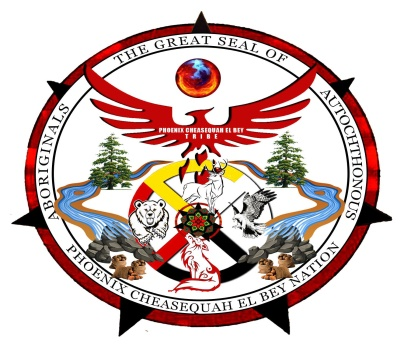 THE GREAT SEAL OF
ABORIGINALS
AUTOCHTHONOUS
PHOENIX CHEASEQUAH EL BEY
TRIBE
PHOENIX CHEASEQUAH EL BEY NATION